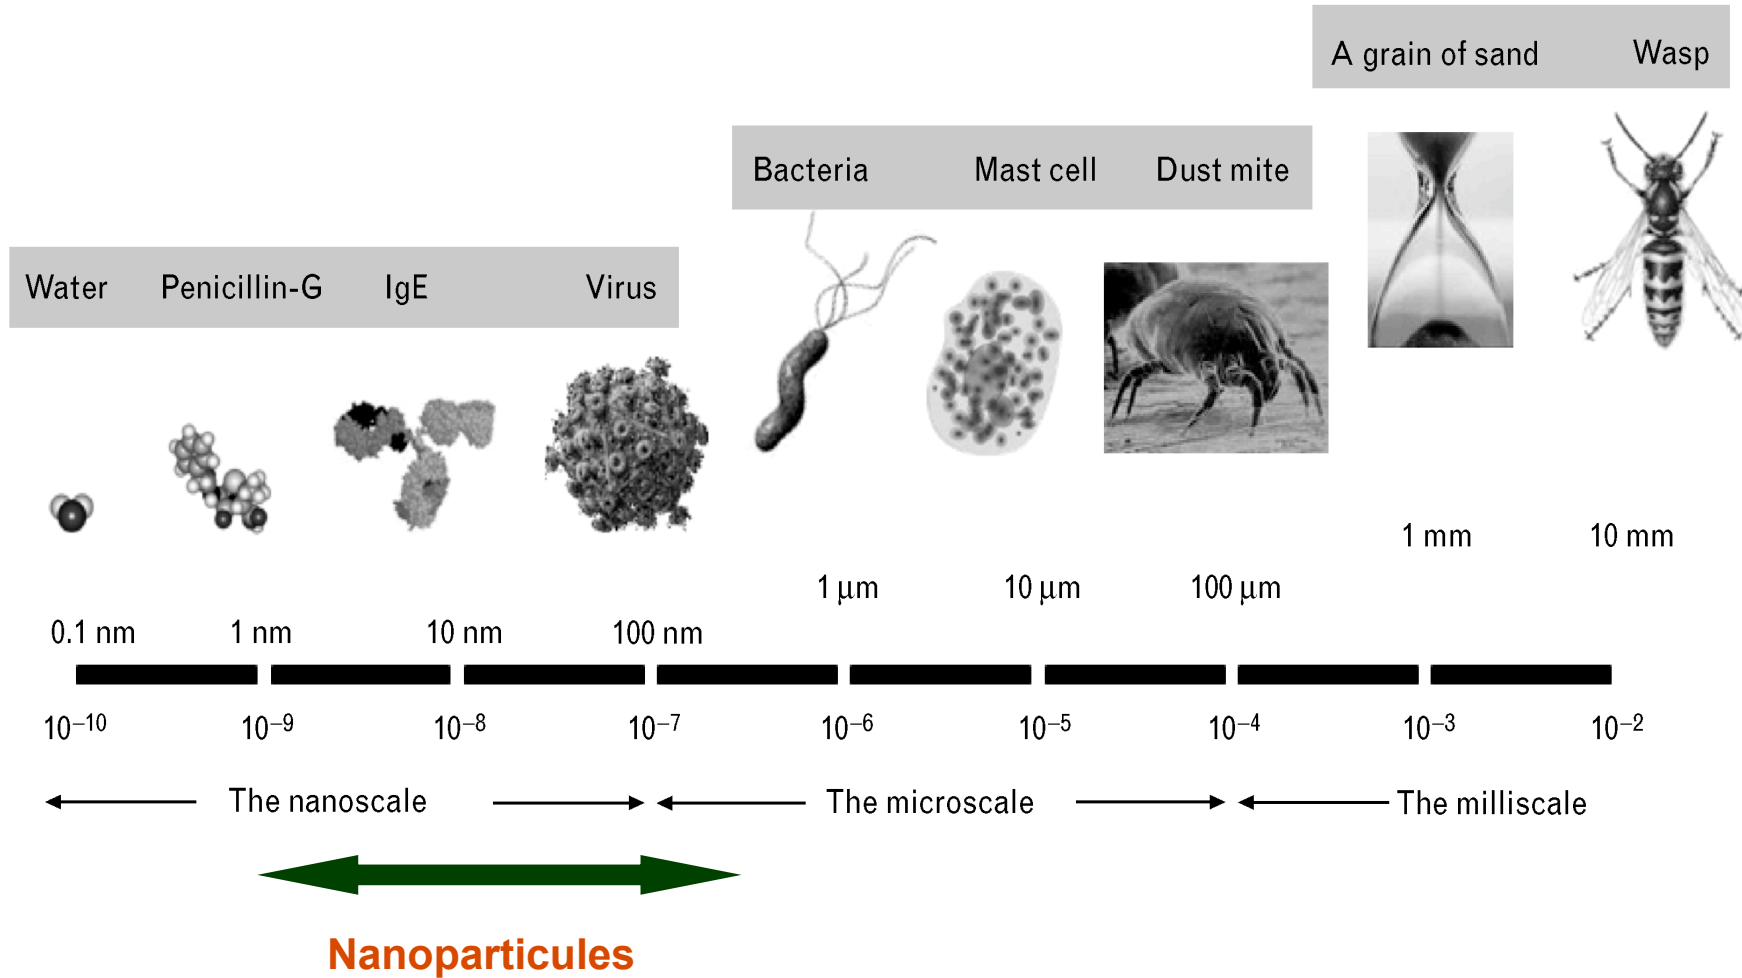 A grain of sand Wasp
Bacteria Mast cell Dust mite
Water Penicillin-G IgE Virus
1 mm 10 mm
1 μm 10 μm 100 μm
0.1 nm 1 nm 10 nm 100 nm
10⁻¹⁰ 10⁻⁹ 10⁻⁸ 10⁻⁷ 10⁻⁶ 10⁻⁵ 10⁻⁴ 10⁻³ 10⁻²
The nanoscale The microscale The milliscale
Nanoparticules